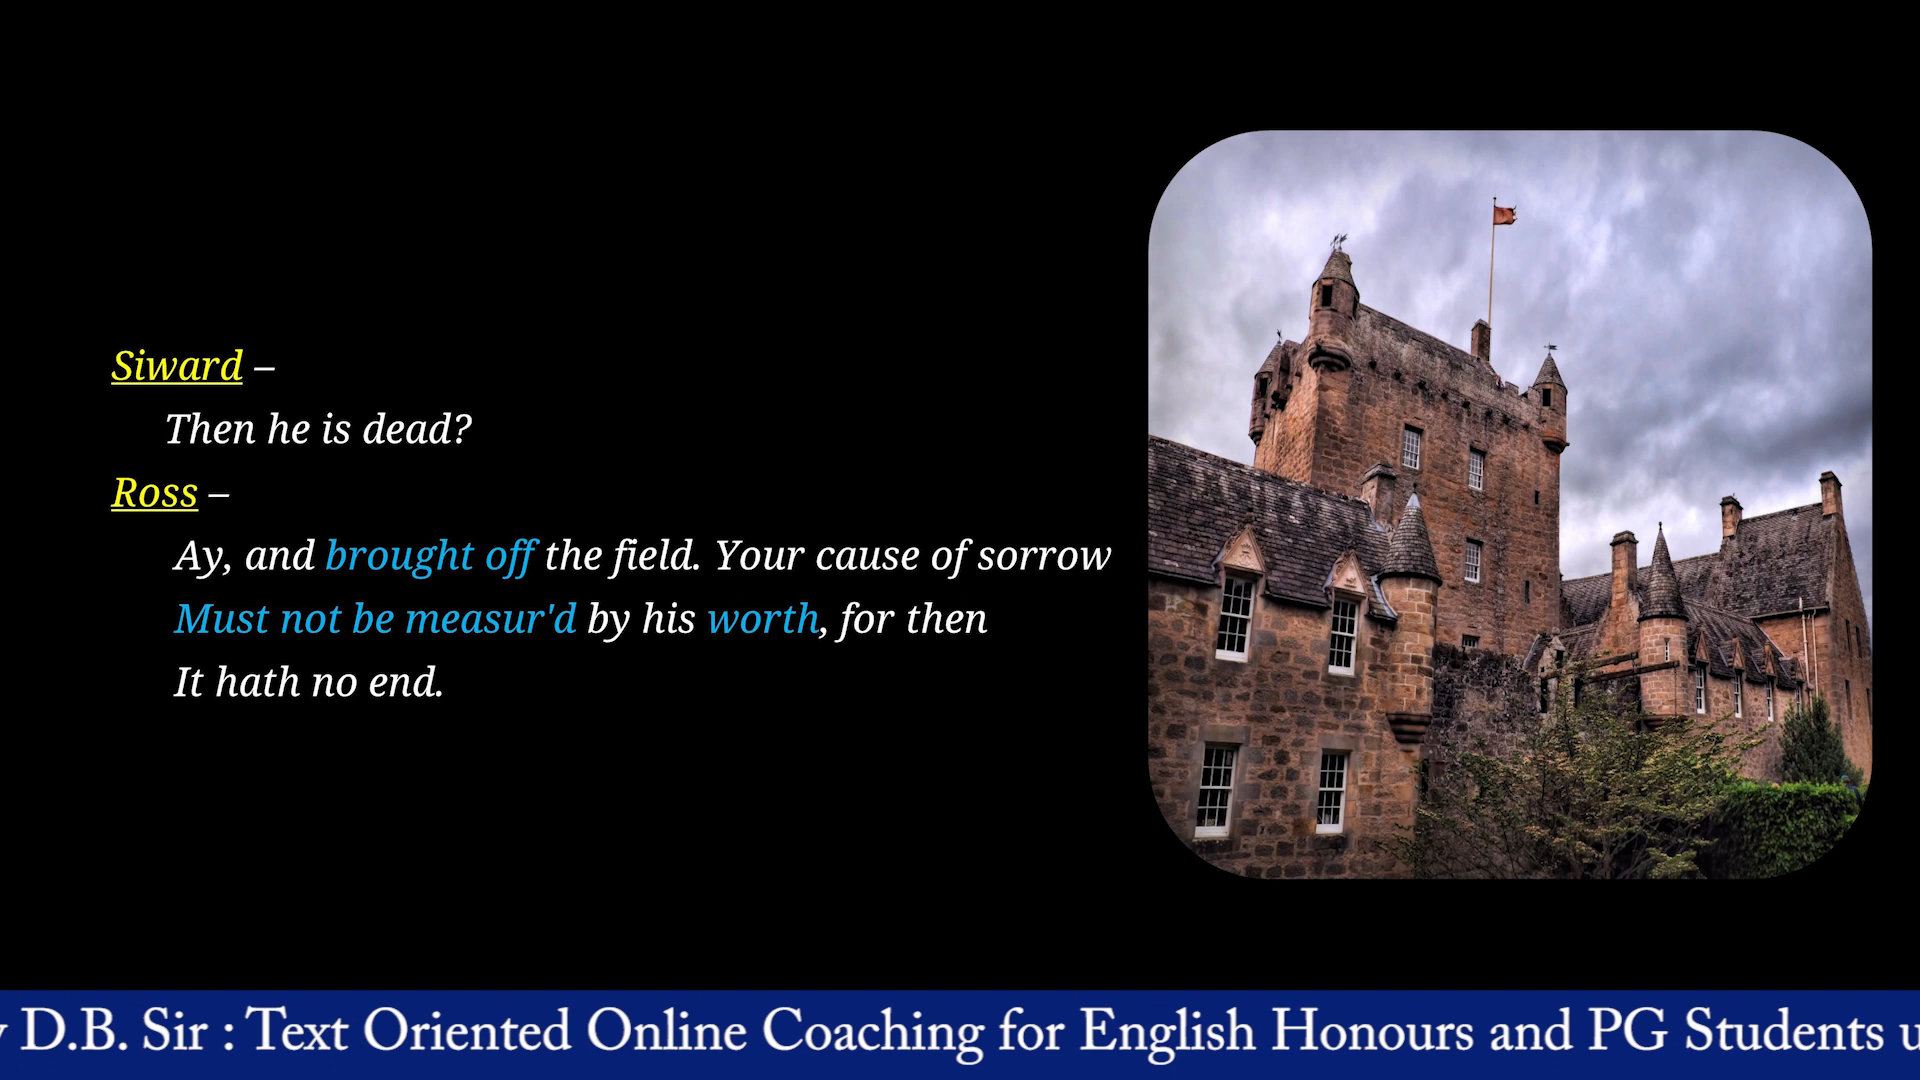 Siward –
Then he is dead?
Ross –
Ay, and brought off the field. Your cause of sorrow
Must not be measur'd by his worth, for then
It hath no end.
D.B. Sir : Text Oriented Online Coaching for English Honours and PG Students